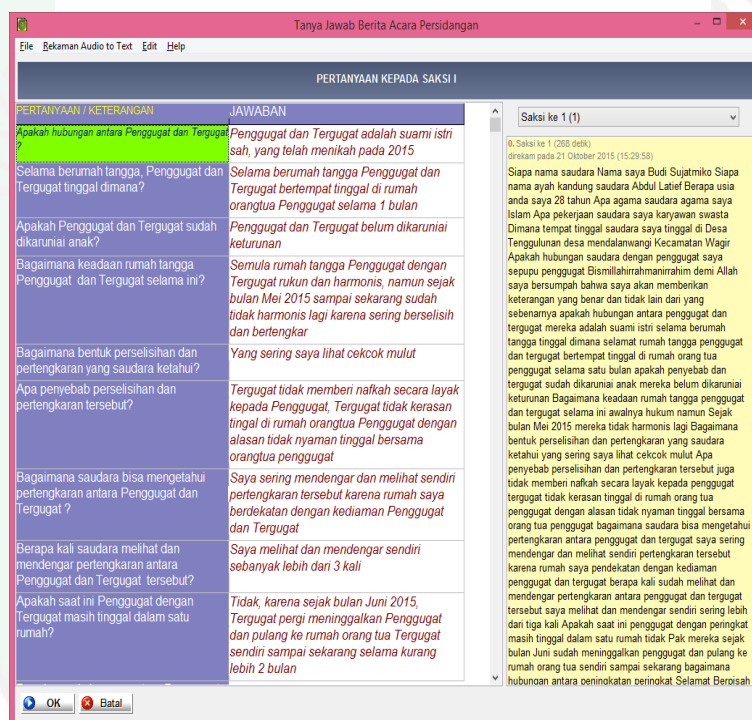 Tanya Jawab Berita Acara Persidangan
File Rekaman Audio to Text Edit Help
PERTANYAAN KEPADA SAKSI I
PERTANYAAN / KETERANGAN
JAWABAN
Apakah hubungan antara Penggugat dan Tergugat
?
Penggugat dan Tergugat adalah suami istri
sah, yang telah menikah pada 2015
Selama berumah tangga, Penggugat dan
Tergugat tinggal dimana?
Selama berumah tangga Penggugat dan
Tergugat bertempat tinggal di rumah
orangtua Penggugat selama 1 bulan
Apakah Penggugat dan Tergugat sudah
dikaruniai anak?
Penggugat dan Tergugat belum dikaruniai
keturunan
Bagaimana keadaan rumah tangga
Penggugat dan Tergugat selama ini?
Semula rumah tangga Penggugat dengan
Tergugat rukun dan harmonis, namun sejak
bulan Mei 2015 sampai sekarang sudah
tidak harmonis lagi karena sering berselisih
dan bertengkar
Bagaimana bentuk perselisihan dan
pertengkaran yang saudara ketahui?
Yang sering saya lihat cekcok mulut
Apa penyebab perselisihan dan
pertengkaran tersebut?
Tergugat tidak memberi nafkah secara layak
kepada Penggugat, Tergugat tidak kerasan
tingal di rumah orangtua Penggugat dengan
alasan tidak nyaman tinggal bersama
orangtua penggugat
Bagaimana saudara bisa mengetahui
pertengkaran antara Penggugat dan
Tergugat ?
Saya sering mendengar dan melihat sendiri
pertengkaran tersebut karena rumah saya
berdekatan dengan kediaman Penggugat
dan Tergugat
Berapa kali saudara melihat dan
mendengar pertengkaran antara
Penggugat dan Tergugat tersebut?
Saya melihat dan mendengar sendiri
sebanyak lebih dari 3 kali
Apakah saat ini Penggugat dengan
Tergugat masih tinggal dalam satu
rumah?
Tidak, karena sejak bulan Juni 2015,
Tergugat pergi meninggalkan Penggugat
dan pulang ke rumah orang tua Tergugat
sendiri sampai sekarang selama kurang
lebih 2 bulan
Saksi ke 1 (1)
0. Saksi ke 1 (268 detik)
direkam pada 21 Oktober 2015 (15:29:58)
Siapa nama saudara Nama saya Budi Sujatmiko Siapa
nama ayah kandung saudara Abdul Latief Berapa usia
anda saya 28 tahun Apa agama saudara agama saya
Islam Apa pekerjaan saudara saya karyawan swasta
Dimana tempat tinggal saudara saya tinggal di Desa
Tenggulunan desa mendalanwangi Kecamatan Wagir
Apakah hubungan saudara dengan penggugat saya
sepupu penggugat Bismillahirrahmanirrahim demi Allah
saya bersumpah bahwa saya akan memberikan
keterangan yang benar dan tidak lain dari yang
sebenarnya apakah hubungan antara penggugat dan
tergugat mereka adalah suami istri selama berumah
tangga tinggal dimana selamat rumah tangga penggugat
dan tergugat bertempat tinggal di rumah orang tua
penggugat selama satu bulan apakah penyebab dan
tergugat sudah dikaruniai anak mereka belum dikaruniai
keturunan Bagaimana keadaan rumah tangga penggugat
dan tergugat selama ini awalnya hukum namun Sejak
bulan Mei 2015 mereka tidak harmonis lagi Bagaimana
bentuk perselisihan dan pertengkaran yang saudara
ketahui yang sering saya lihat cekcok mulut Apa
penyebab perselisihan dan pertengkaran tersebut juga
tidak memberi nafkah secara layak kepada penggugat
tergugat tidak kerasan tinggal di rumah orang tua
penggugat dengan alasan tidak nyaman tinggal bersama
orang tua penggugat bagaimana saudara bisa mengetahui
pertengkaran antara penggugat dan tergugat saya sering
mendengar dan melihat sendiri pertengkaran tersebut
karena rumah saya pendekatan dengan kediaman
penggugat dan tergugat berapa kali sudah melihat dan
mendengar pertengkaran antara penggugat dan tergugat
tersebut saya melihat dan mendengar sendiri sering lebih
dari tiga kali Apakah saat ini penggugat dengan peringkat
masih tinggal dalam satu rumah tidak Pak mereka sejak
bulan Juni sudah meninggalkan penggugat dan pulang ke
rumah orang tua sendiri sampai sekarang bagaimana
hubungan antara peningkatan peringkat Selamat Berpisah
OK Batal